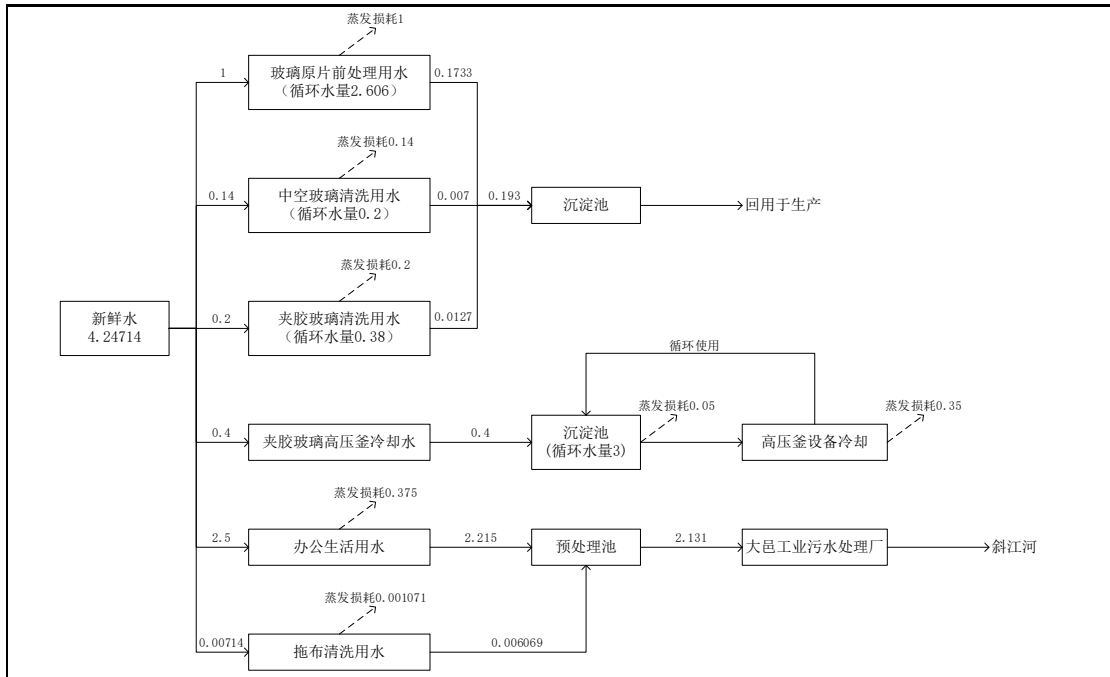 蒸发损耗1
1
玻璃原片前处理用水
（循环水量2.606）
0.1733
蒸发损耗0.14
0.14
中空玻璃清洗用水
（循环水量0.2）
0.007
0.193
沉淀池
回用于生产
蒸发损耗0.2
新鲜水
4.24714
0.2
夹胶玻璃清洗用水
（循环水量0.38）
0.0127
循环使用
蒸发损耗0.05
蒸发损耗0.35
0.4
夹胶玻璃高压釜冷却水
0.4
沉淀池
(循环水量3)
高压釜设备冷却
蒸发损耗0.375
2.5
办公生活用水
2.215
预处理池
2.131
大邑工业污水处理厂
斜江河
蒸发损耗0.001071
0.00714
拖布清洗用水
0.006069